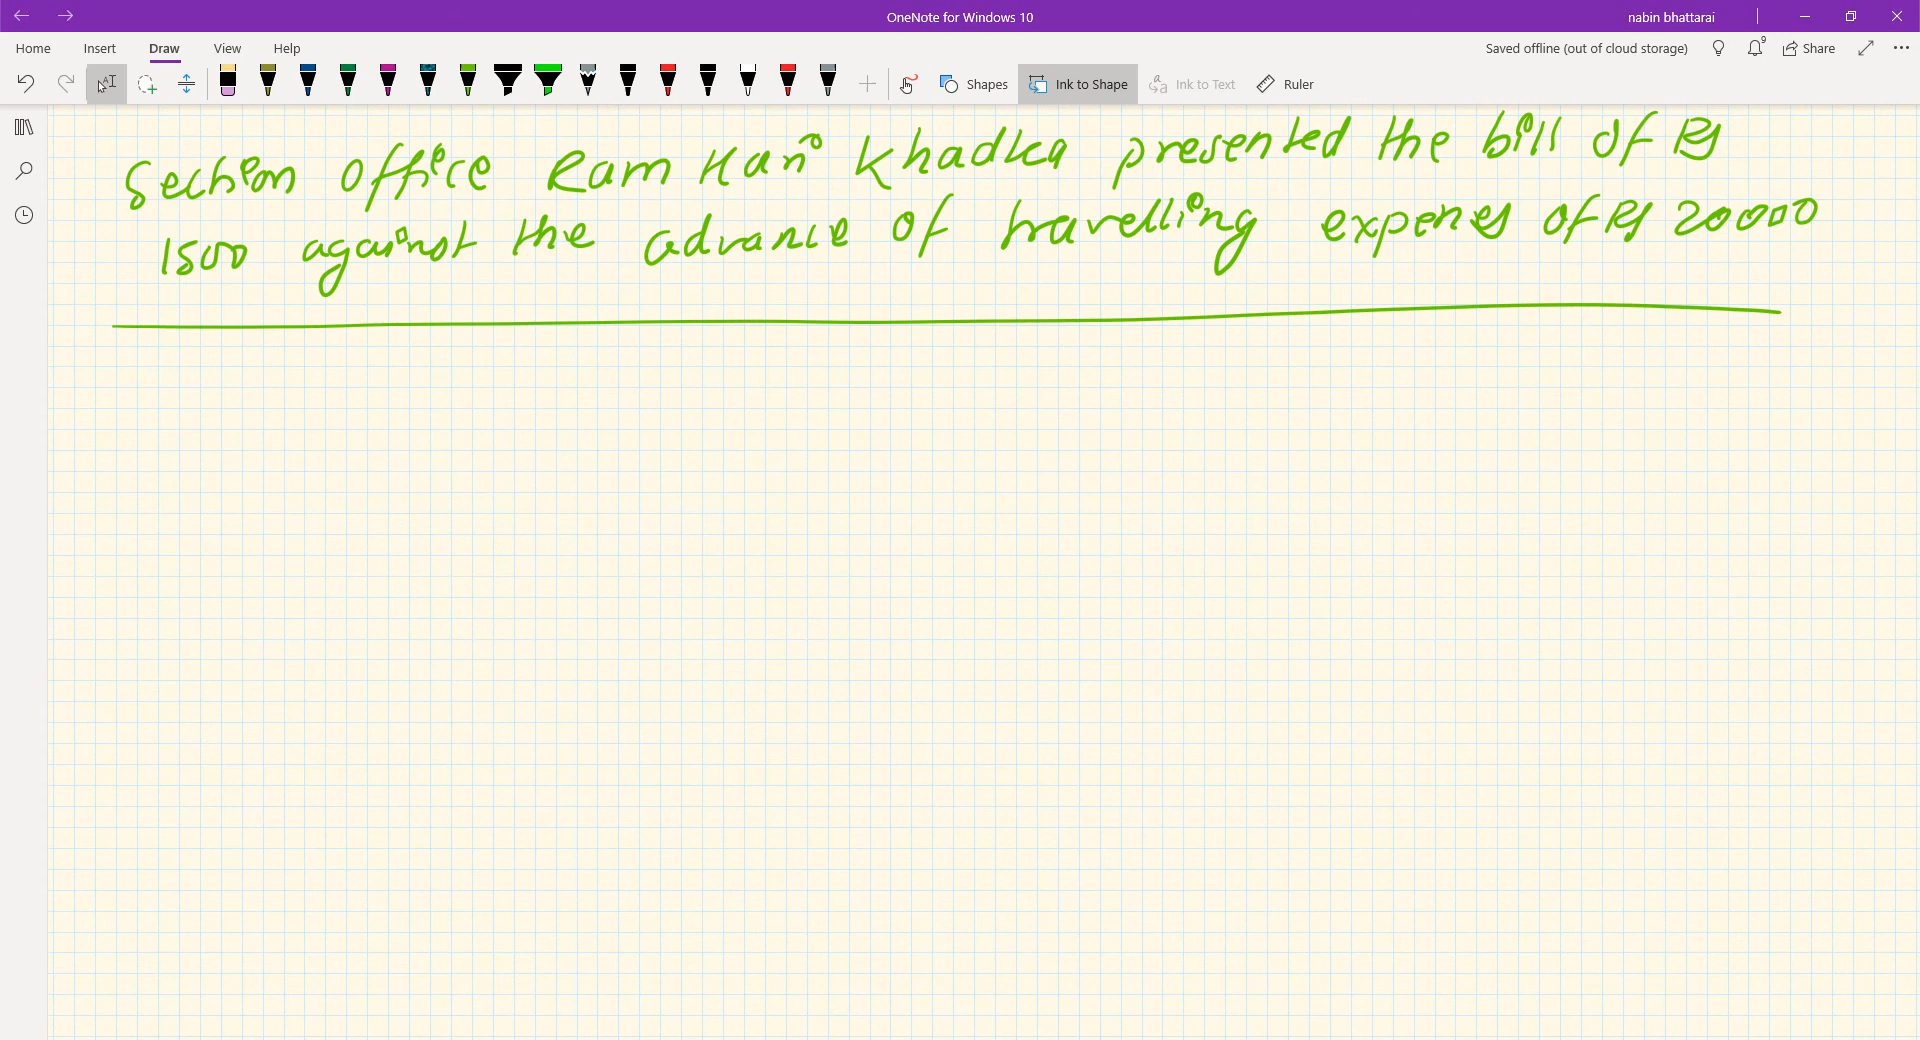 OneNote for Windows 10
nabin bhattarai
Home Insert Draw View Help
Saved offline (out of cloud storage)
9
Share
Shapes Ink to Shape Ink to Text Ruler
Section office Ram Hari Khadka presented the bill of Rs
1500 against the advance of travelling expenses of Rs 20000